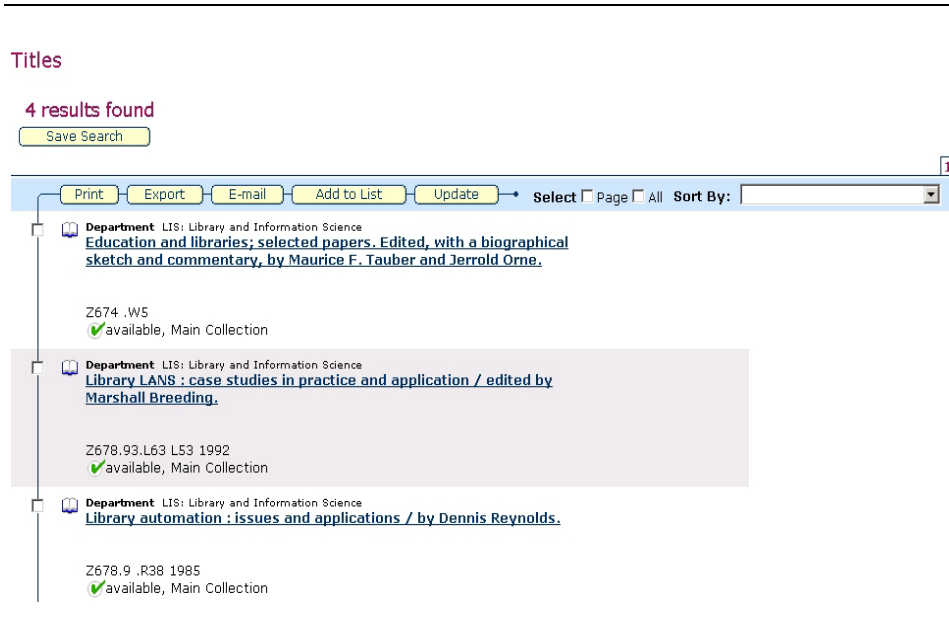 Titles
4 results found
Save Search
1
Print Export E-mail Add to List Update Select Page All Sort By:
Department LIS: Library and Information Science
Education and libraries; selected papers. Edited, with a biographical
sketch and commentary, by Maurice F. Tauber and Jerrold Orne.
Z674 .W5
available, Main Collection
Department LIS: Library and Information Science
Library LANS : case studies in practice and application / edited by
Marshall Breeding.
Z678.93.L63 L53 1992
available, Main Collection
Department LIS: Library and Information Science
Library automation : issues and applications / by Dennis Reynolds.
Z678.9 .R38 1985
available, Main Collection